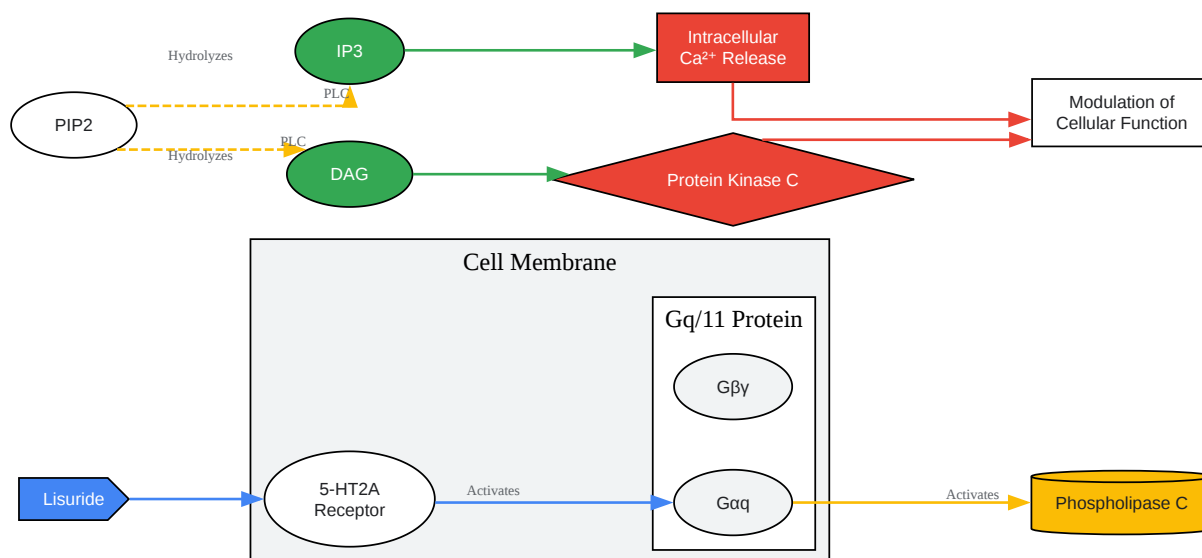 Hydrolyzes
IP3
Intracellular
Ca²⁺ Release
PLC
PIP2
Modulation of
Cellular Function
PLC
Hydrolyzes
DAG
Protein Kinase C
Cell Membrane
Gq/11 Protein
Gβγ
Lisuride
5-HT2A
Receptor
Activates
Gαq
Activates
Phospholipase C